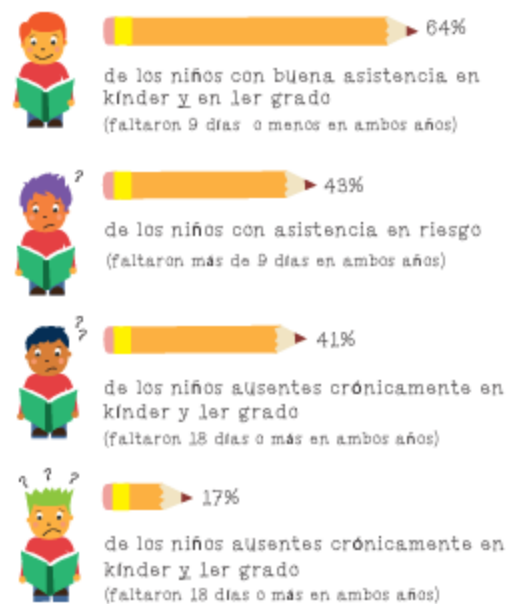 64%
de los niños con buena asistencia en
kínder y en 1er grado
(faltaron 9 días o menos en ambos años)
?
43%
de los niños con asistencia en riesgo
(faltaron más de 9 días en ambos años)
?
?
41%
de los niños ausentes crónicamente en
kínder y 1er grado
(faltaron 18 días o más en ambos años)
? ? ?
17%
de los niños ausentes crónicamente en
kínder y 1er grado
(faltaron 18 días o más en ambos años)